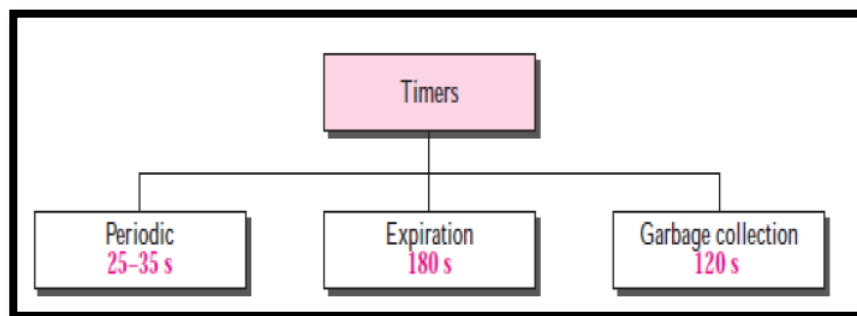 Timers
Periodic
25–35 s
Expiration
180 s
Garbage collection
120 s